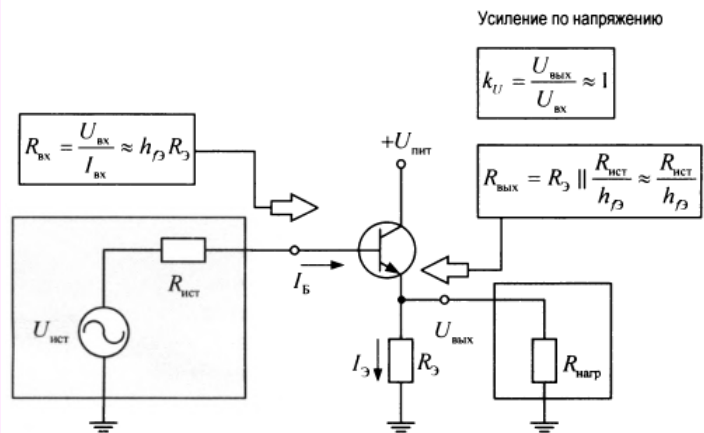 Усиление по напряжению
k_U = U_вых / U_вх ≈ 1
R_вх = U_вх / I_вх ≈ h_fЭ R_Э
+U_пит
R_вых = R_Э || R_ист / h_fЭ ≈ R_ист / h_fЭ
R_ист
I_Б
U_ист
U_вых
I_Э
R_Э
R_нагр